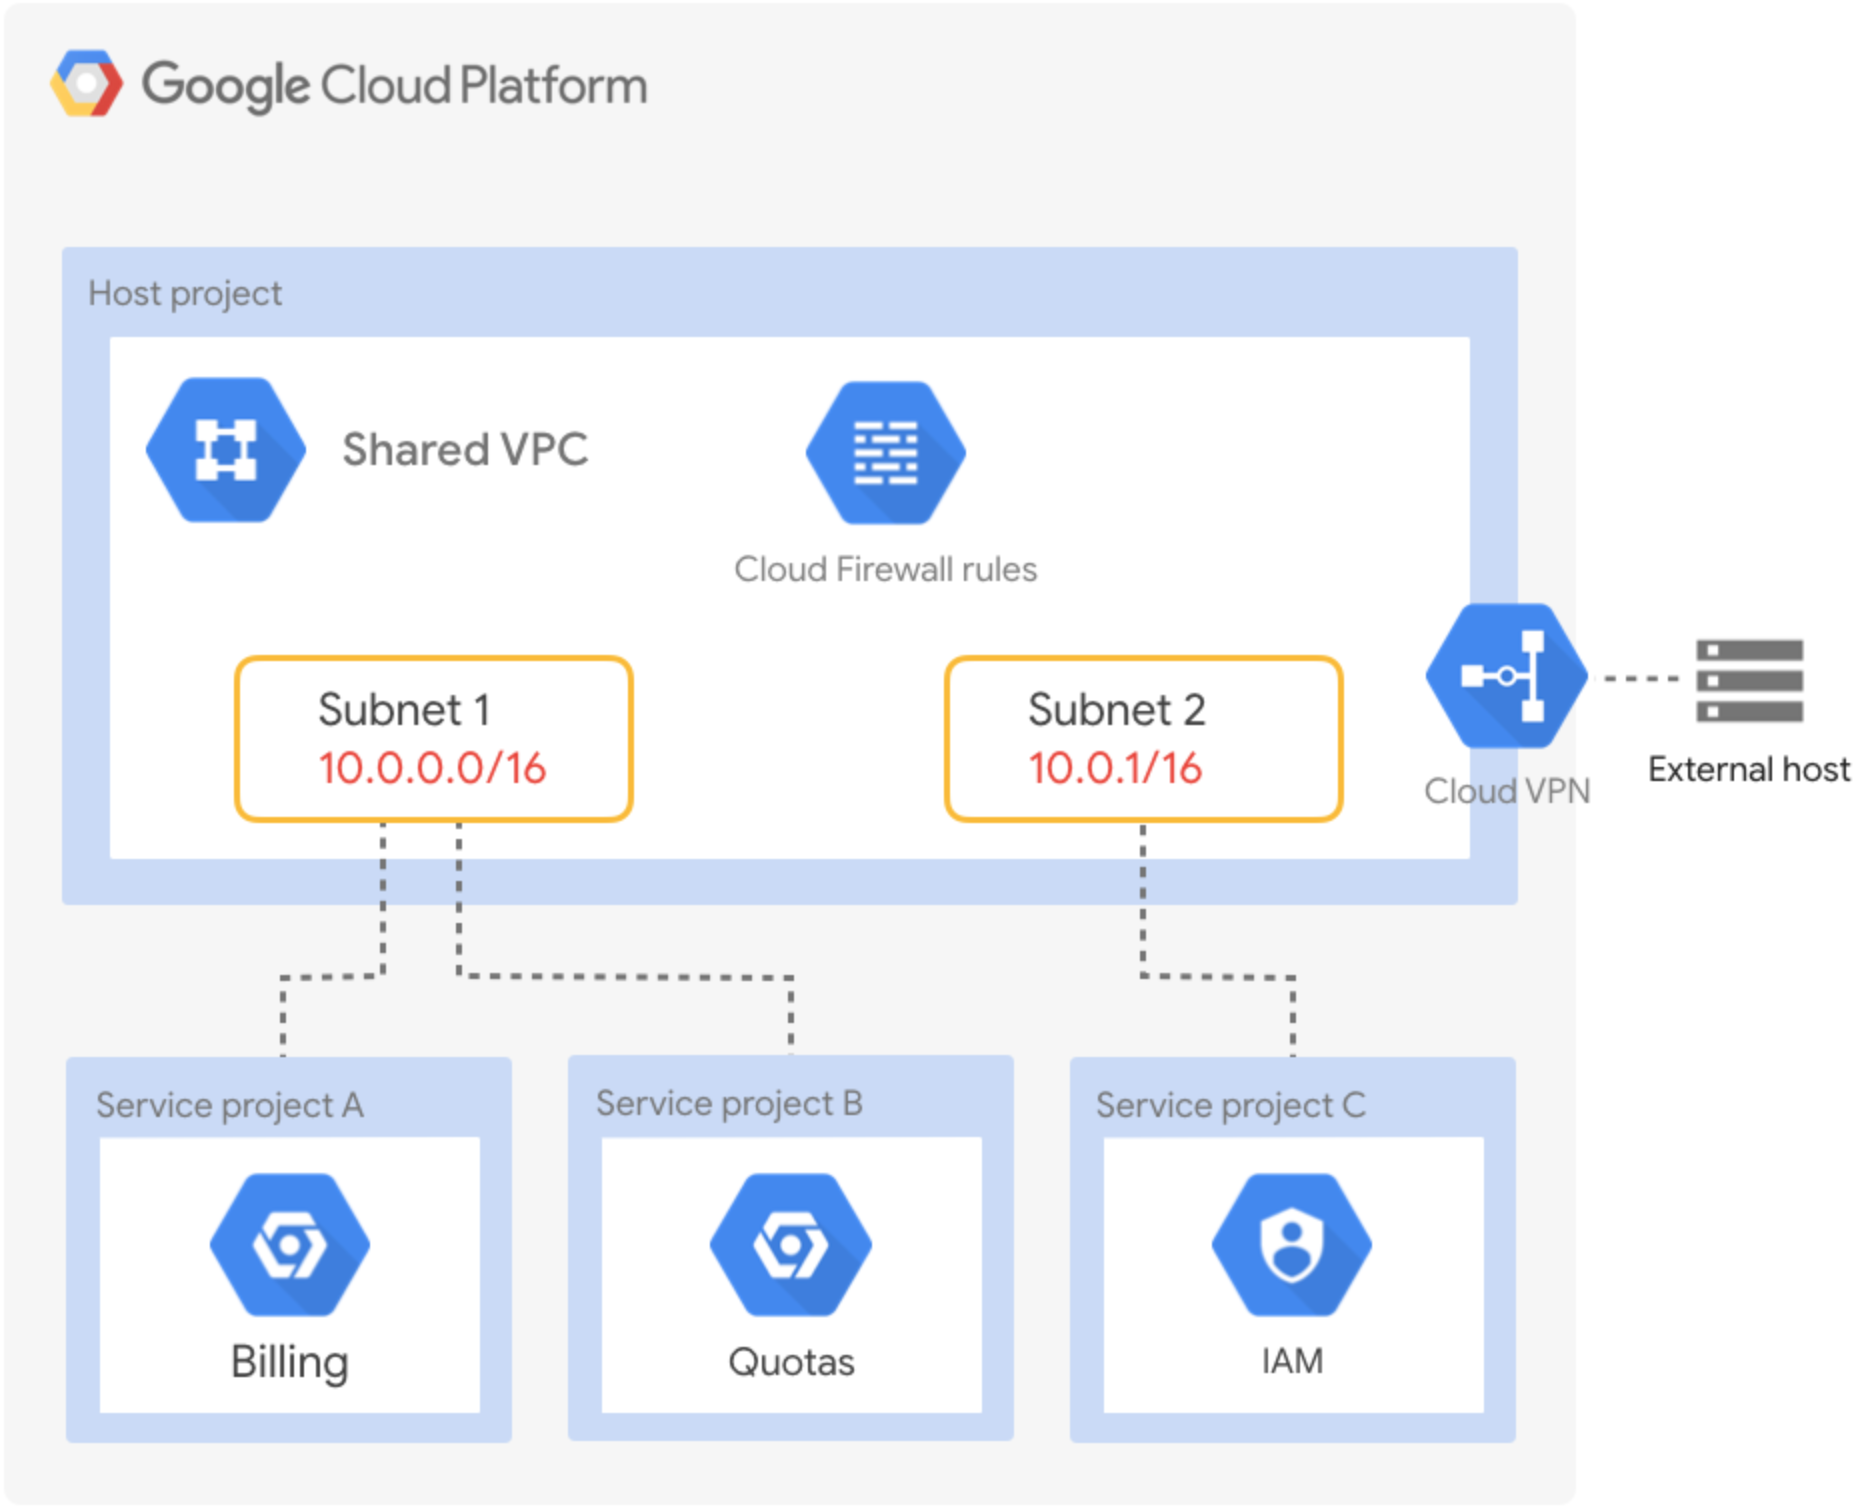 Google Cloud Platform
Host project
Shared VPC
Cloud Firewall rules
Subnet 1
10.0.0.0/16
Subnet 2
10.0.1/16
Cloud VPN
External host
Service project A
Billing
Service project B
Quotas
Service project C
IAM